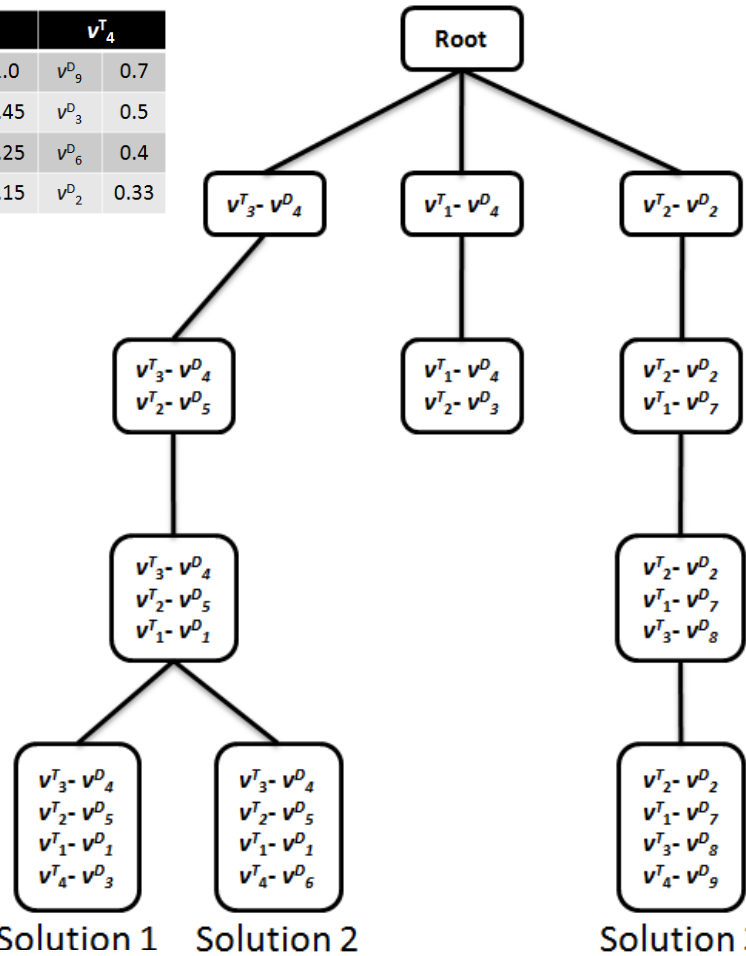 v^T_4
.0 v^D_9 0.7
45 v^D_3 0.5
25 v^D_6 0.4
15 v^D_2 0.33
Root
v^T_3- v^D_4 v^T_1- v^D_4 v^T_2- v^D_2
v^T_3- v^D_4 v^T_1- v^D_4 v^T_2- v^D_2
v^T_2- v^D_5 v^T_2- v^D_3 v^T_1- v^D_7
v^T_3- v^D_4 v^T_2- v^D_2
v^T_2- v^D_5 v^T_1- v^D_7
v^T_1- v^D_1 v^T_3- v^D_8
v^T_3- v^D_4 v^T_3- v^D_4 v^T_2- v^D_2
v^T_2- v^D_5 v^T_2- v^D_5 v^T_1- v^D_7
v^T_1- v^D_1 v^T_1- v^D_1 v^T_3- v^D_8
v^T_4- v^D_3 v^T_4- v^D_6 v^T_4- v^D_9
Solution 1 Solution 2 Solution